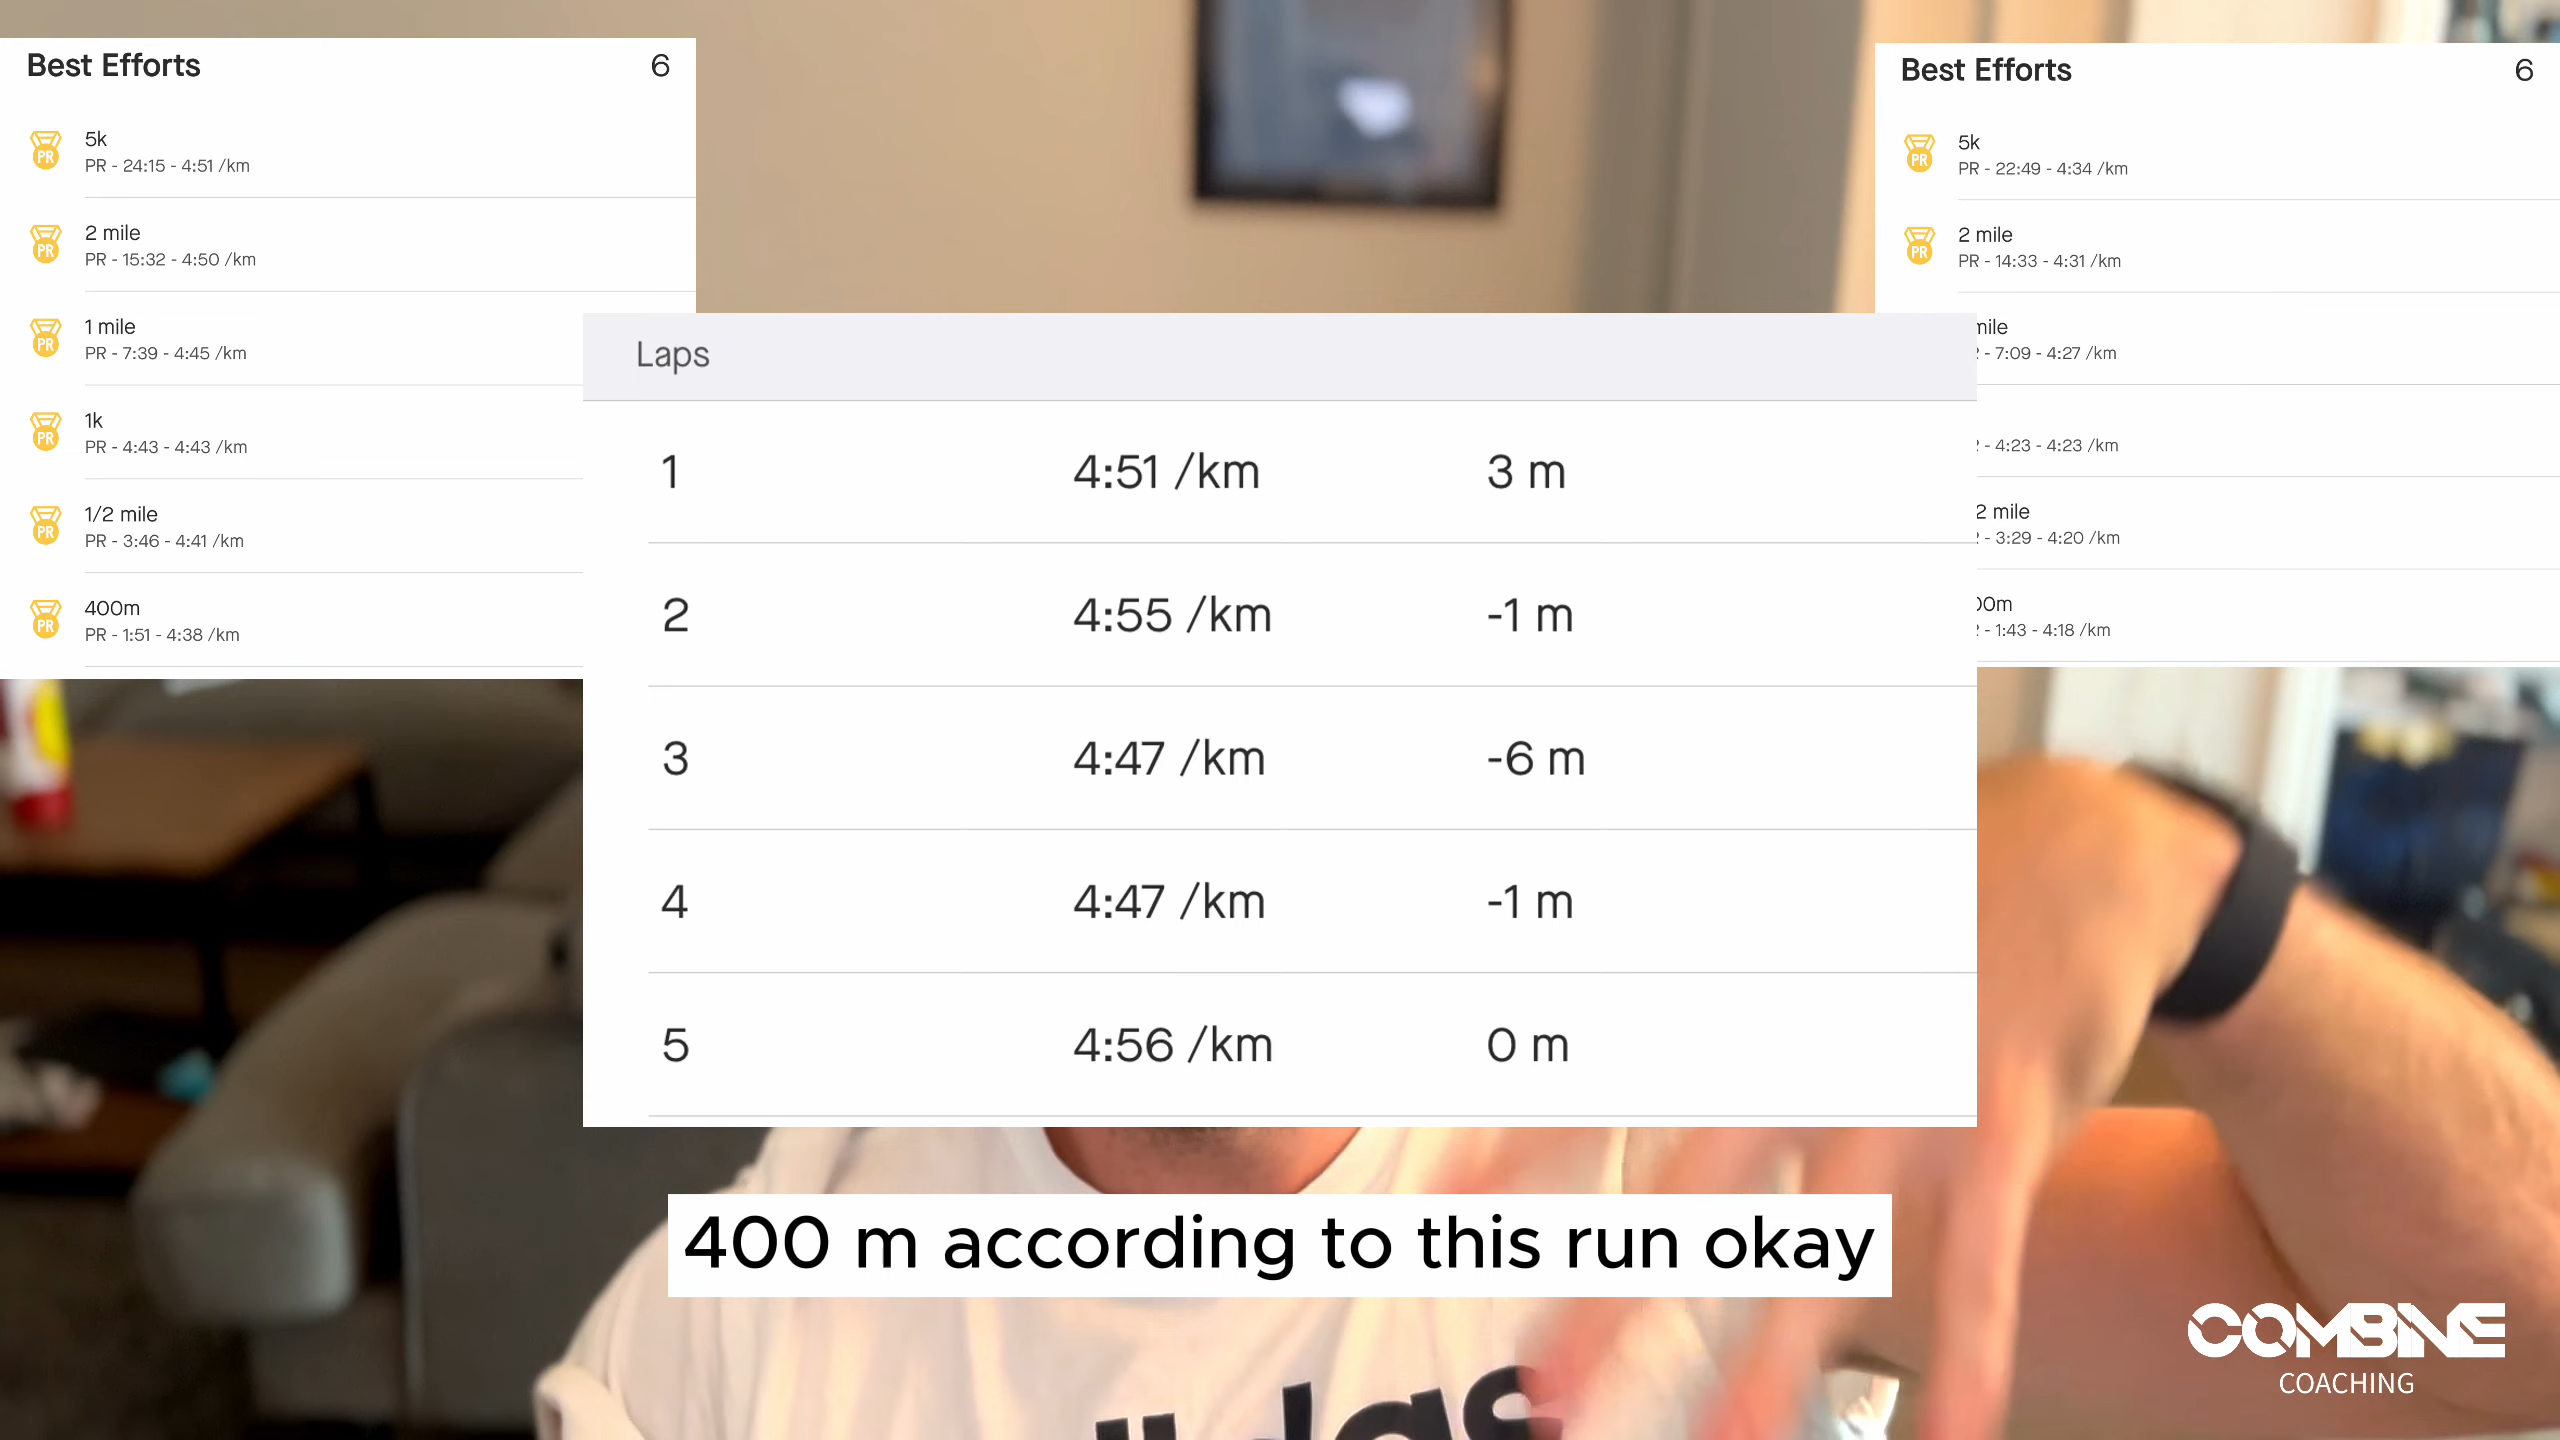 Best Efforts 6
5k
PR - 24:15 - 4:51 /km
2 mile
PR - 15:32 - 4:50 /km
1 mile
PR - 7:39 - 4:45 /km
1k
PR - 4:43 - 4:43 /km
1/2 mile
PR - 3:46 - 4:41 /km
400m
PR - 1:51 - 4:38 /km
Laps
1 4:51 /km 3 m
2 4:55 /km -1 m
3 4:47 /km -6 m
4 4:47 /km -1 m
5 4:56 /km 0 m
Best Efforts 6
5k
PR - 22:49 - 4:34 /km
2 mile
PR - 14:33 - 4:31 /km
mile
- 7:09 - 4:27 /km
- 4:23 - 4:23 /km
2 mile
- 3:29 - 4:20 /km
00m
- 1:43 - 4:18 /km
400 m according to this run okay
COMBINE
COACHING